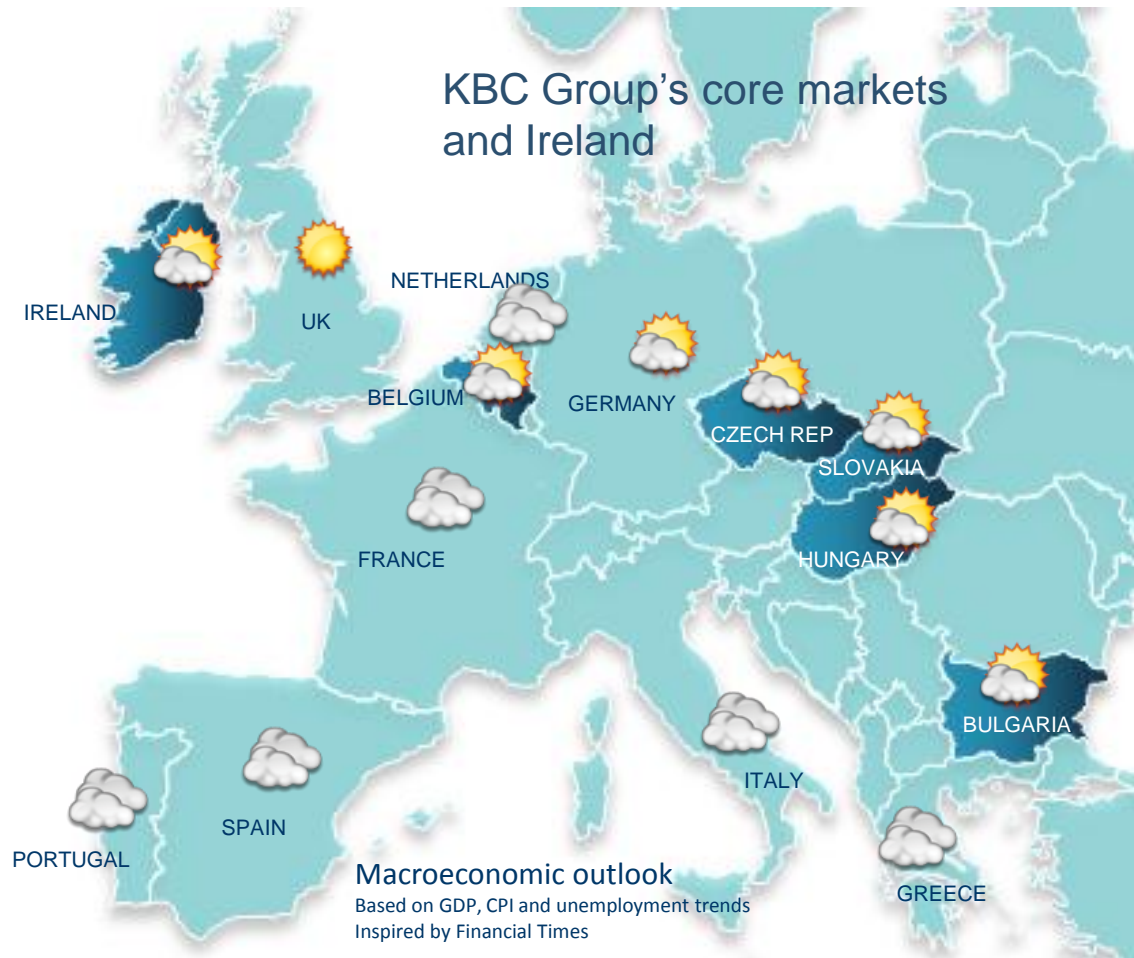 KBC Group's core markets
and Ireland
NETHERLANDS
IRELAND
UK
BELGIUM
GERMANY
CZECH REP
SLOVAKIA
FRANCE
HUNGARY
BULGARIA
ITALY
SPAIN
PORTUGAL
GREECE
Macroeconomic outlook
Based on GDP, CPI and unemployment trends
Inspired by Financial Times